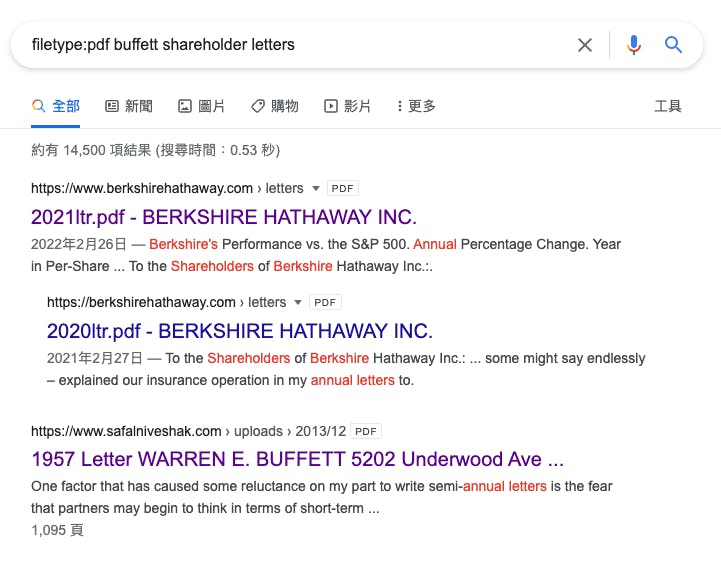 filetype:pdf buffett shareholder letters
全部 新聞 圖片 購物 影片 更多 工具
約有 14,500 項結果 (搜尋時間：0.53 秒)
https://www.berkshirehathaway.com › letters PDF
2021ltr.pdf - BERKSHIRE HATHAWAY INC.
2022年2月26日 — Berkshire's Performance vs. the S&P 500. Annual Percentage Change. Year
in Per-Share ... To the Shareholders of Berkshire Hathaway Inc.:.
https://berkshirehathaway.com › letters PDF
2020ltr.pdf - BERKSHIRE HATHAWAY INC.
2021年2月27日 — To the Shareholders of Berkshire Hathaway Inc.: ... some might say endlessly
– explained our insurance operation in my annual letters to.
https://www.safalniveshak.com › uploads › 2013/12 PDF
1957 Letter WARREN E. BUFFETT 5202 Underwood Ave ...
One factor that has caused some reluctance on my part to write semi-annual letters is the fear
that partners may begin to think in terms of short-term ...
1,095 頁